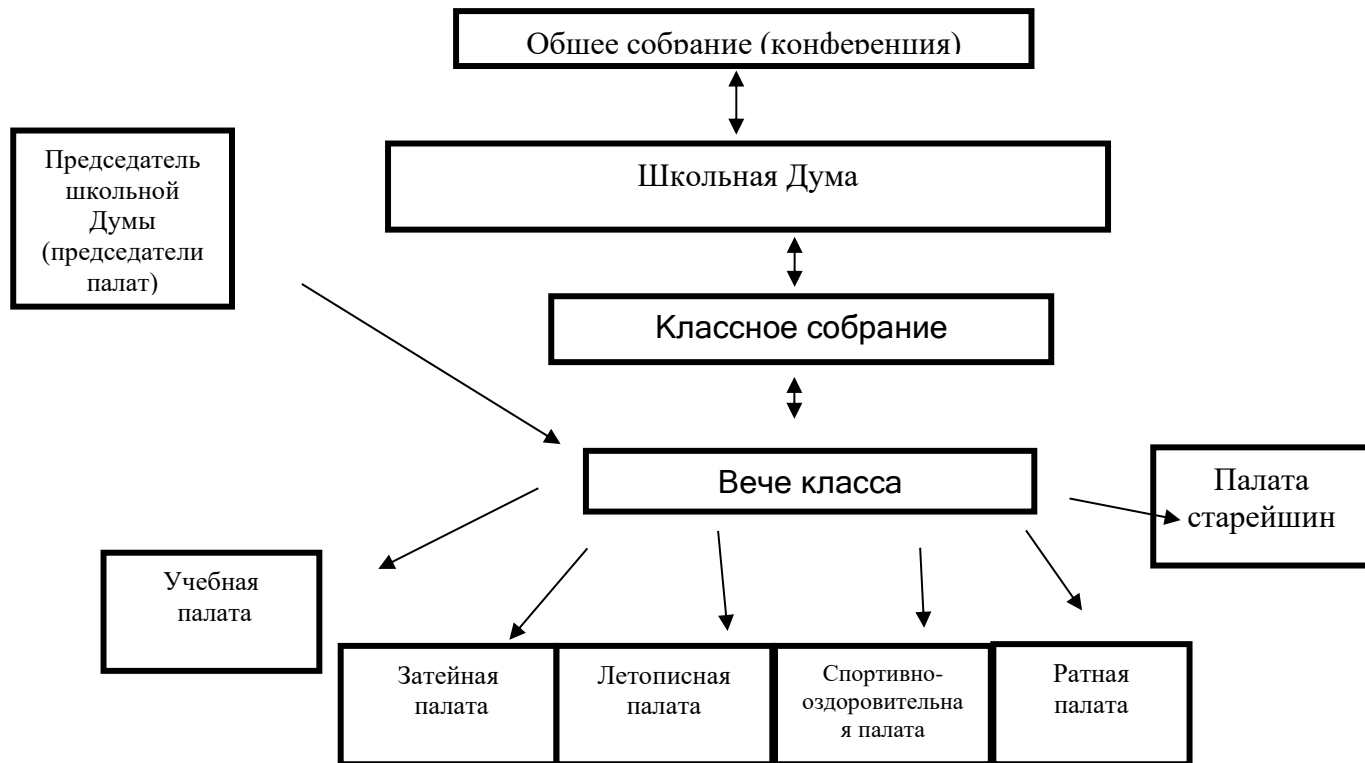 Общее собрание (конференция)
Председатель
школьной
Думы
(председатели
палат)
Школьная Дума
Классное собрание
Вече класса
Палата
старейшин
Учебная
палата
Затейная
палата
Летописная
палата
Спортивно-
оздоровительна
я палата
Ратная
палата